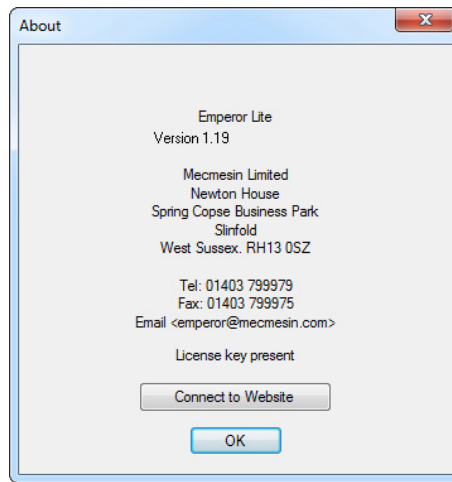 About
Emperor Lite
Version 1.19
Mecmesin Limited
Newton House
Spring Copse Business Park
Slinfold
West Sussex. RH13 0SZ
Tel: 01403 799979
Fax: 01403 799975
Email <emperor@mecmesin.com>
License key present
Connect to Website
OK